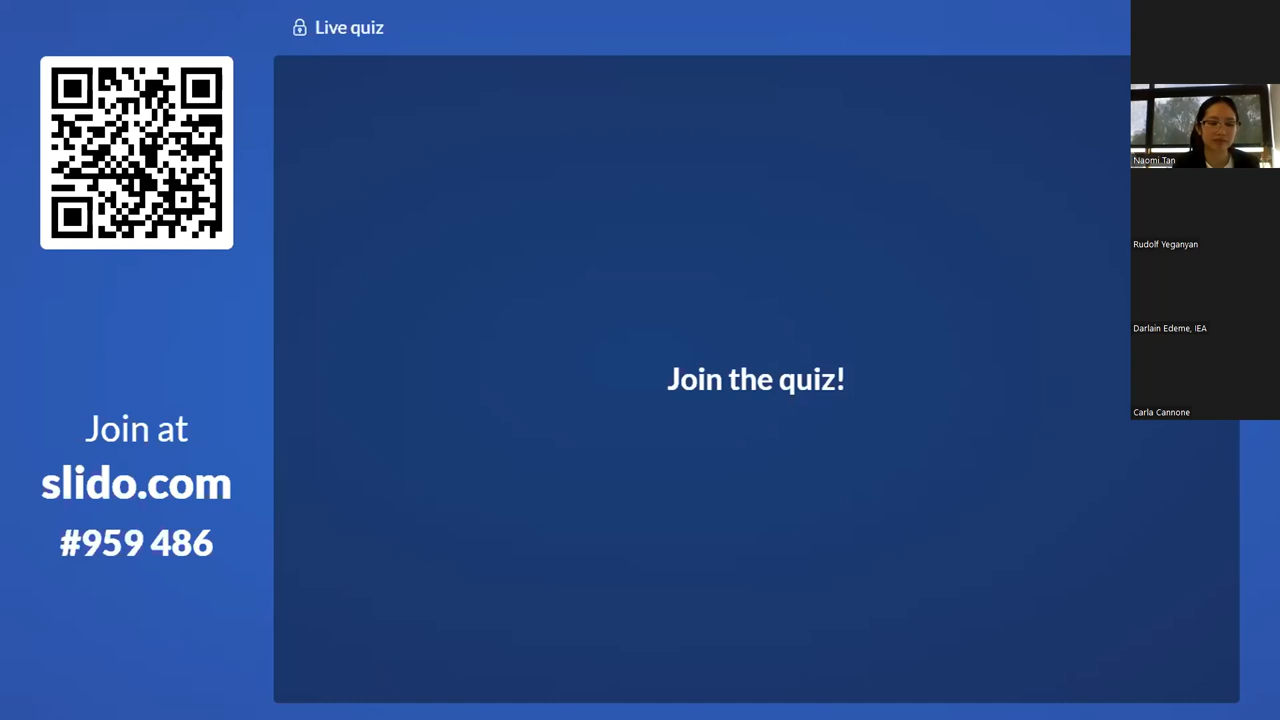 Live quiz
Join the quiz!
Join at
slido.com
#959 486
Naomi Tan
Rudolf Yeganyan
Darlain Edeme, IEA
Carla Cannone